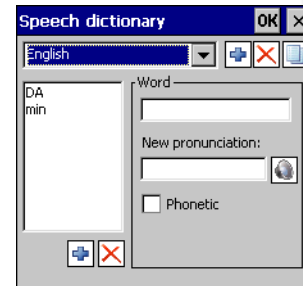 Speech dictionary OK
English
DA
min
Word
New pronunciation:
Phonetic